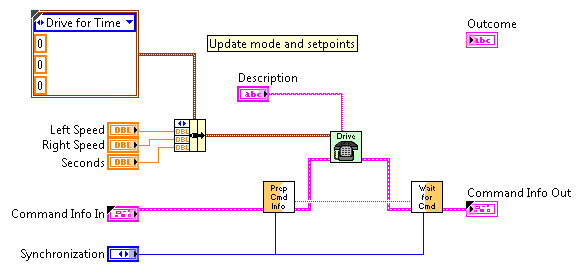 Drive for Time
0
0
0
Update mode and setpoints
Outcome
abc
Description
abc
Left Speed
DBL
Right Speed
DBL
Seconds
DBL
DBL
DBL
DBL
Drive
Prep
Cmd
Info
Wait
for
Cmd
Command Info In
Command Info Out
Synchronization